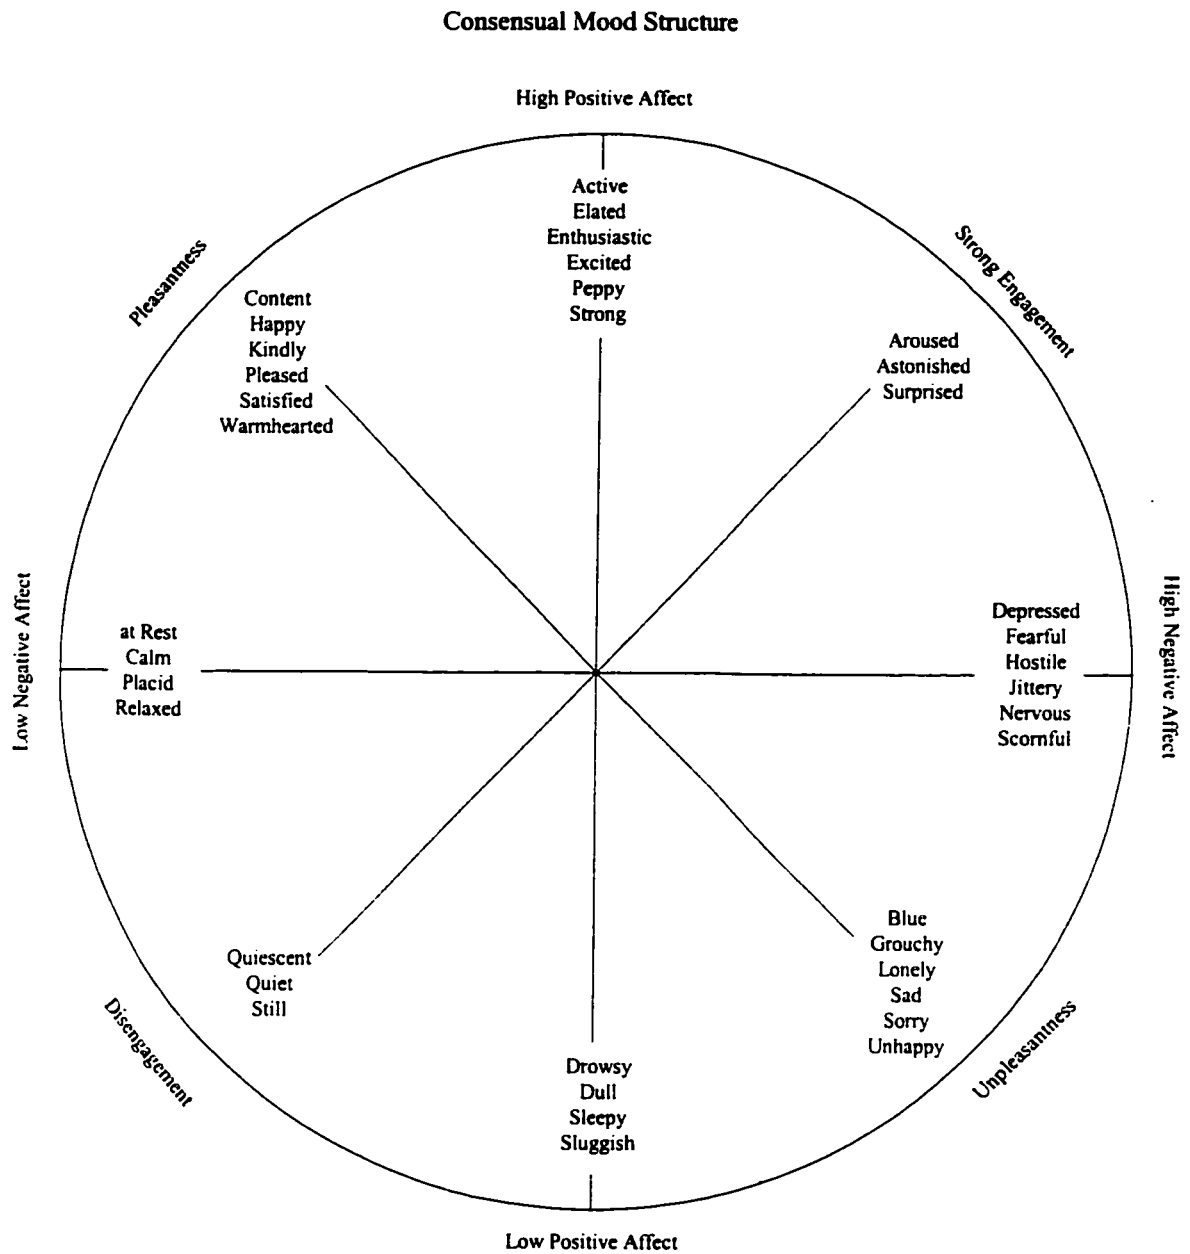 Consensual Mood Structure
High Positive Affect
Active
Elated
Enthusiastic
Excited
Peppy
Strong
Pleasantness
Content
Happy
Kindly
Pleased
Satisfied
Warmhearted
Strong Engagement
Aroused
Astonished
Surprised
Low Negative Affect
at Rest
Calm
Placid
Relaxed
High Negative Affect
Depressed
Fearful
Hostile
Jittery
Nervous
Scornful
Disengagement
Quiescent
Quiet
Still
Unpleasantness
Blue
Grouchy
Lonely
Sad
Sorry
Unhappy
Drowsy
Dull
Sleepy
Sluggish
Low Positive Affect